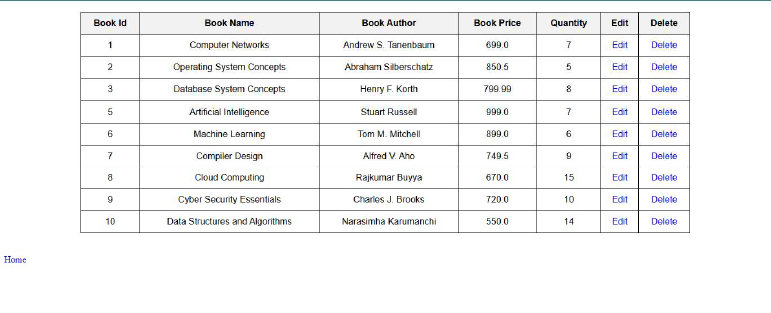 Book Id Book Name Book Author Book Price Quantity Edit Delete
1 Computer Networks Andrew S. Tanenbaum 699.0 7 Edit Delete
2 Operating System Concepts Abraham Silberschatz 850.5 5 Edit Delete
3 Database System Concepts Henry F. Korth 799.99 8 Edit Delete
5 Artificial Intelligence Stuart Russell 999.0 7 Edit Delete
6 Machine Learning Tom M. Mitchell 899.0 6 Edit Delete
7 Compiler Design Alfred V. Aho 749.5 9 Edit Delete
8 Cloud Computing Rajkumar Buyya 670.0 15 Edit Delete
9 Cyber Security Essentials Charles J. Brooks 720.0 10 Edit Delete
10 Data Structures and Algorithms Narasimha Karumanchi 550.0 14 Edit Delete
Home